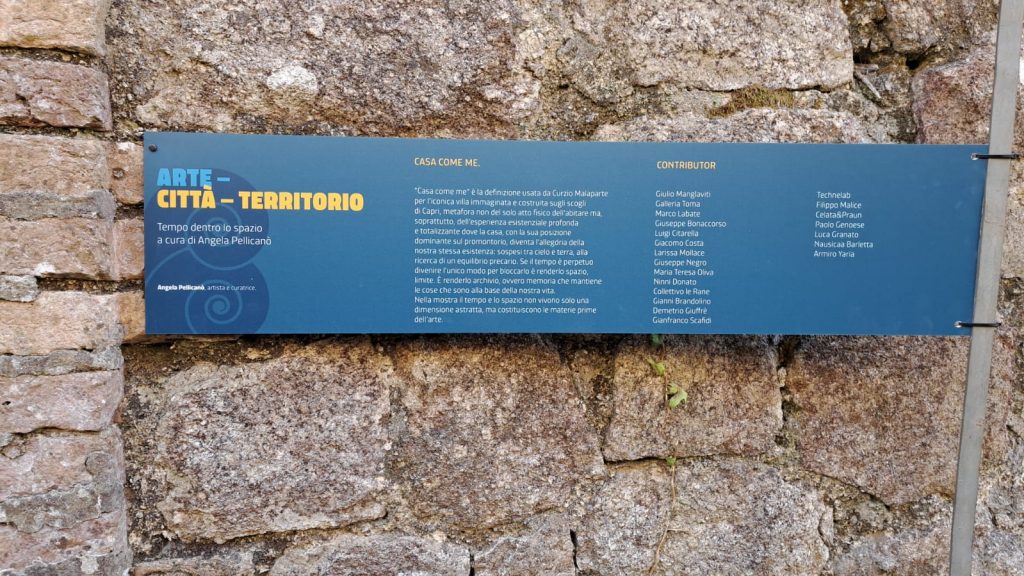 ARTE –
CITTÀ – TERRITORIO
Tempo dentro lo spazio
a cura di Angela Pellicanò
Angela Pellicanò, artista e curatrice.
CASA COME ME.
"Casa come me" è la definizione usata da Curzio Malaparte
per l'iconica villa immaginata e costruita sugli scogli
di Capri, metafora non del solo atto fisico dell'abitare ma,
soprattutto, dell'esperienza esistenziale profonda
e totalizzante dove la casa, con la sua posizione
dominante sul promontorio, diventa l'allegoria della
nostra stessa esistenza: sospesi tra cielo e terra, alla
ricerca di un equilibrio precario. Se il tempo è perpetuo
divenire l'unico modo per bloccarlo è renderlo spazio,
limite. È renderlo archivio, ovvero memoria che mantiene
le cose che sono alla base della nostra vita.
Nella mostra il tempo e lo spazio non vivono solo una
dimensione astratta, ma costituiscono le materie prime
dell'arte.
CONTRIBUTOR
Giulio Manglaviti
Galleria Toma
Marco Labate
Giuseppe Bonaccorso
Luigi Citarella
Giacomo Costa
Larissa Mollace
Giuseppe Negro
Maria Teresa Oliva
Ninni Donato
Collettivo le Rane
Gianni Brandolino
Demetrio Giuffrè
Gianfranco Scafidi
Technelab
Filippo Malice
Celata&Praun
Paolo Genoese
Luca Granato
Nausicaa Barletta
Armiro Yaria